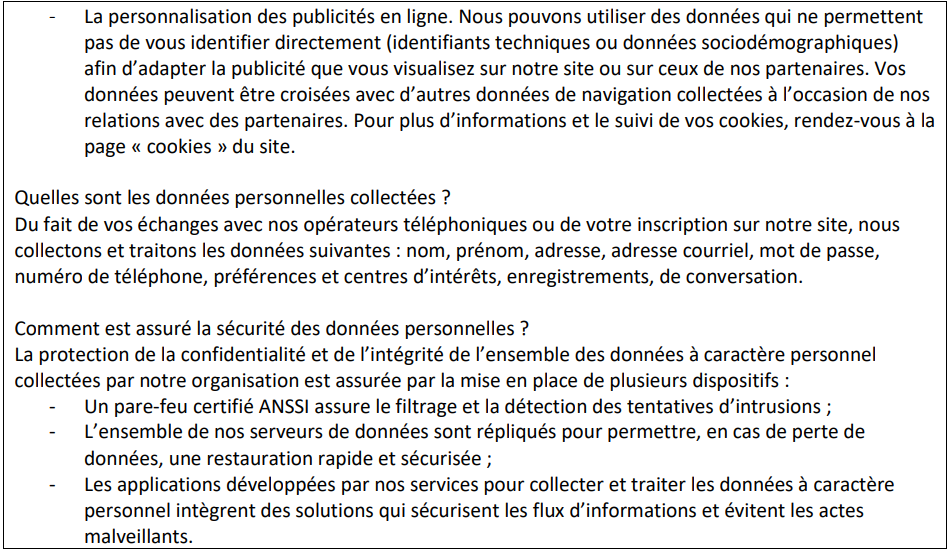 - La personnalisation des publicités en ligne. Nous pouvons utiliser des données qui ne permettent
pas de vous identifier directement (identifiants techniques ou données sociodémographiques)
afin d’adapter la publicité que vous visualisez sur notre site ou sur ceux de nos partenaires. Vos
données peuvent être croisées avec d’autres données de navigation collectées à l’occasion de nos
relations avec des partenaires. Pour plus d’informations et le suivi de vos cookies, rendez-vous à la
page « cookies » du site.
Quelles sont les données personnelles collectées ?
Du fait de vos échanges avec nos opérateurs téléphoniques ou de votre inscription sur notre site, nous
collectons et traitons les données suivantes : nom, prénom, adresse, adresse courriel, mot de passe,
numéro de téléphone, préférences et centres d’intérêts, enregistrements, de conversation.
Comment est assuré la sécurité des données personnelles ?
La protection de la confidentialité et de l’intégrité de l’ensemble des données à caractère personnel
collectées par notre organisation est assurée par la mise en place de plusieurs dispositifs :
- Un pare-feu certifié ANSSI assure le filtrage et la détection des tentatives d’intrusions ;
- L’ensemble de nos serveurs de données sont répliqués pour permettre, en cas de perte de
données, une restauration rapide et sécurisée ;
- Les applications développées par nos services pour collecter et traiter les données à caractère
personnel intègrent des solutions qui sécurisent les flux d’informations et évitent les actes
malveillants.